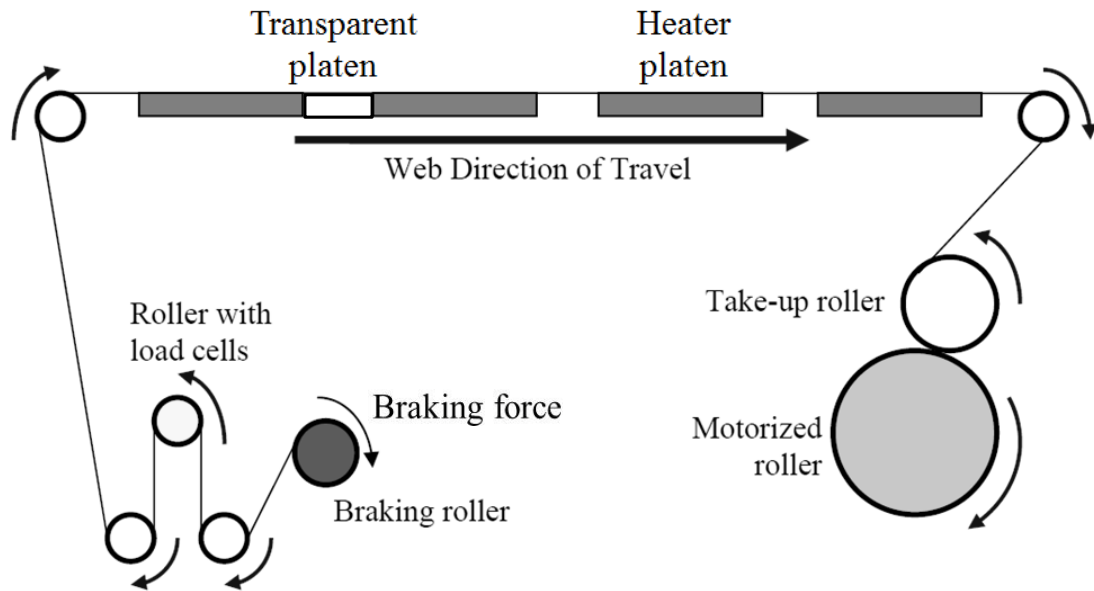 Transparent
platen
Heater
platen
Web Direction of Travel
Roller with
load cells
Braking force
Braking roller
Take-up roller
Motorized
roller